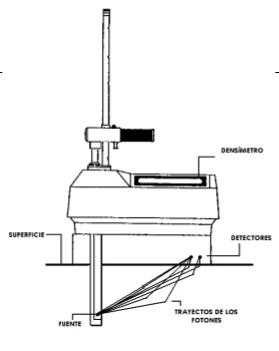 DENSÍMETRO
SUPERFICIE
DETECTORES
TRAYECTOS DE LOS
FOTONES
FUENTE